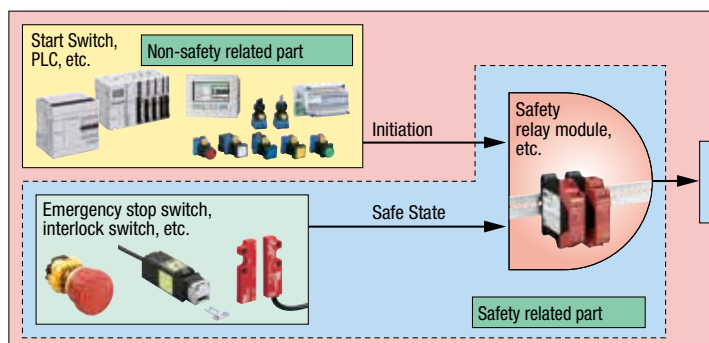 Start Switch,
PLC, etc.
Non-safety related part
Initiation
Safety
relay module,
etc.
Emergency stop switch,
interlock switch, etc.
Safe State
Safety related part